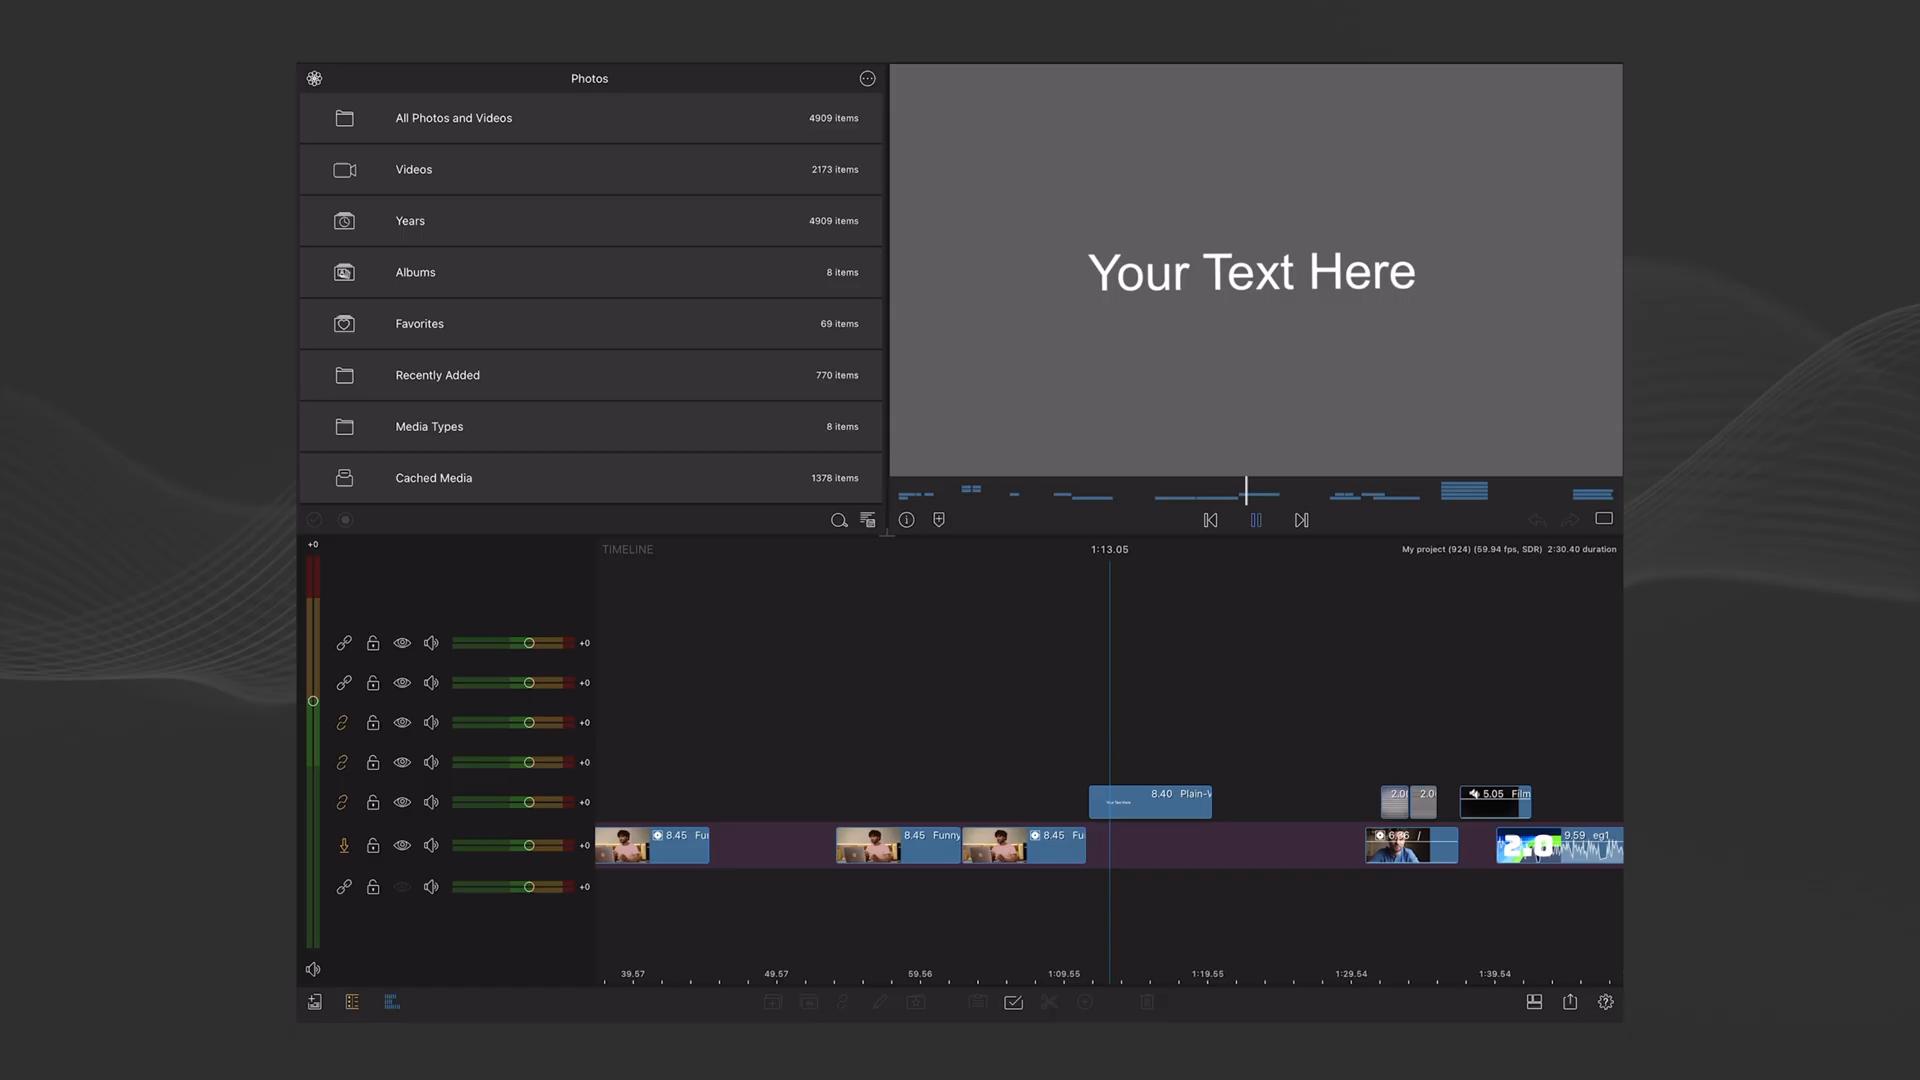 Photos
All Photos and Videos 4909 items
Videos 2173 items
Years 4909 items
Albums 8 items
Favorites 69 items
Recently Added 770 items
Media Types 8 items
Cached Media 1378 items
Your Text Here
+0
TIMELINE
1:13.05
My project (924) (59.94 fps, SDR) 2:30.40 duration
+0
+0
+0
+0
8.40 Plain-W
Your Text Here
2.0
2.0
5.05 Film
+0
8.45 Fu
8.45 Funny
8.45 Fu
/
2.0
9.59 eg1
+0
+0
39.57 49.57 59.56 1:09.55 1:19.55 1:29.54 1:39.54